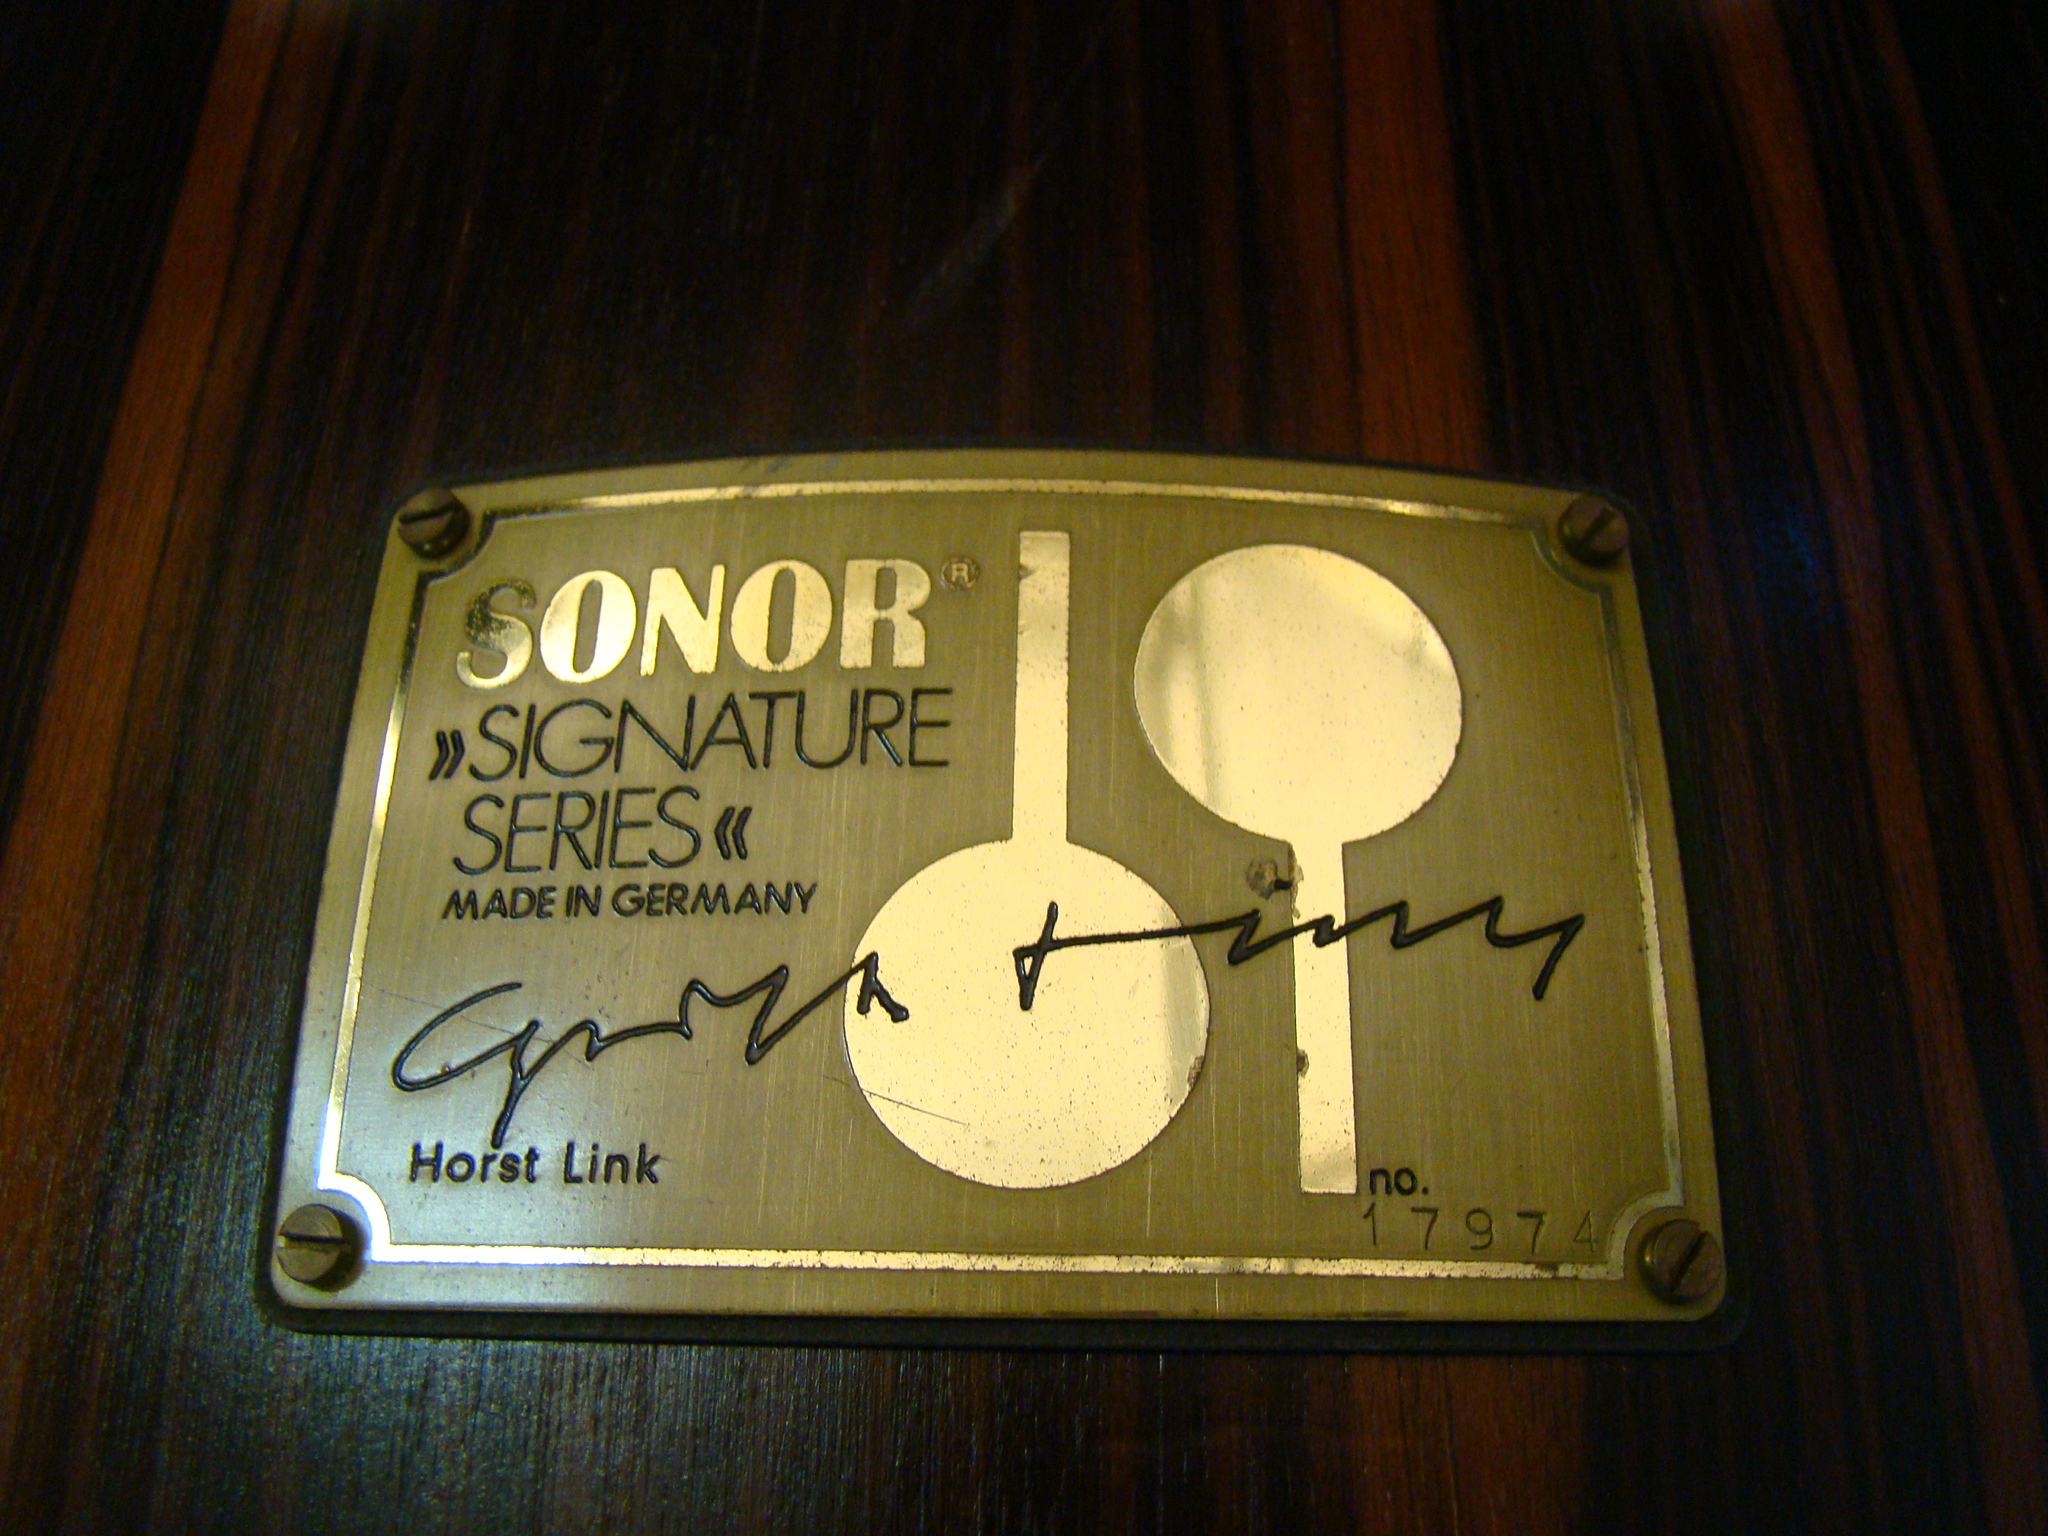 SONOR®
»SIGNATURE
SERIES«
MADE IN GERMANY
Horst Link
no.
17974